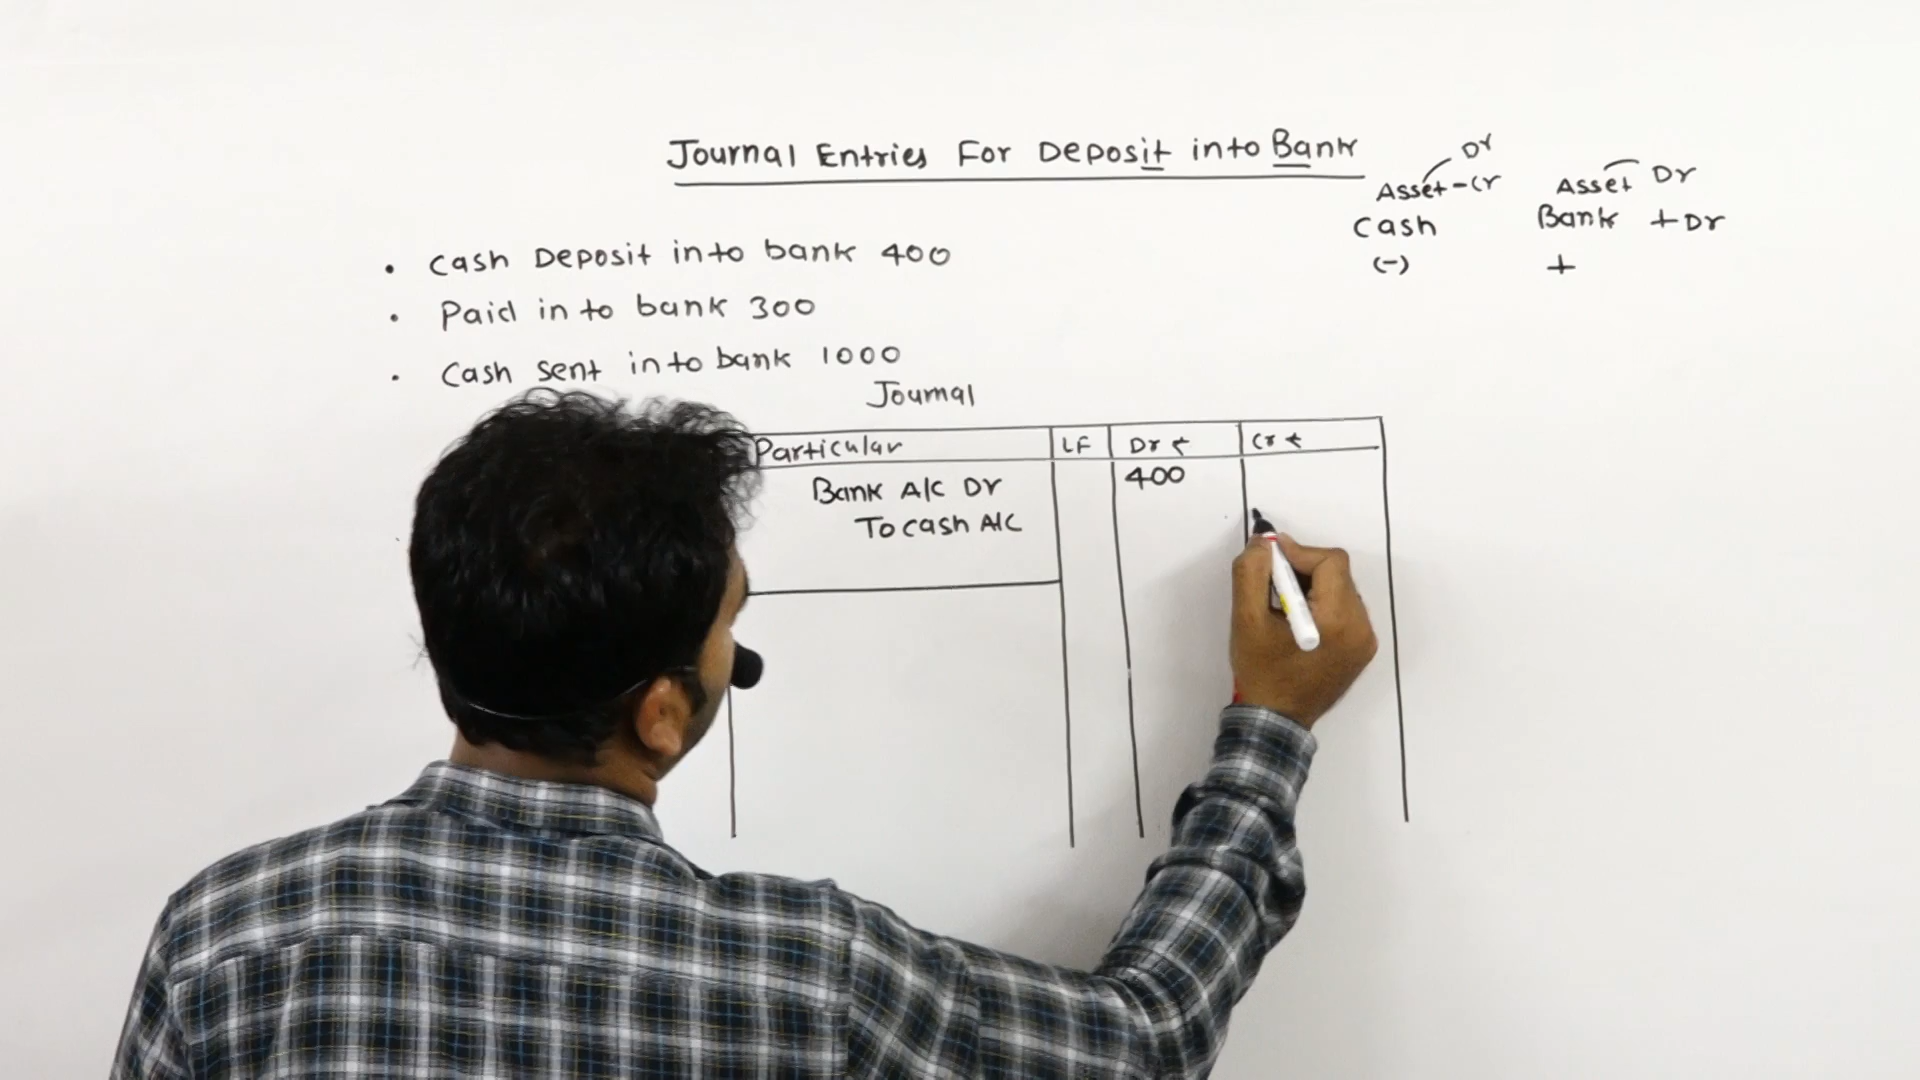 Journal Entries For Deposit into Bank
Dr
Asset - Cr
Cash
(-)
Asset Dr
Bank + Dr
+
• Cash Deposit into bank 400
• Paid in to bank 300
• Cash sent into bank 1000
Journal
Particular LF Dr ₹ Cr ₹
Bank A/C Dr 400
To Cash A/C